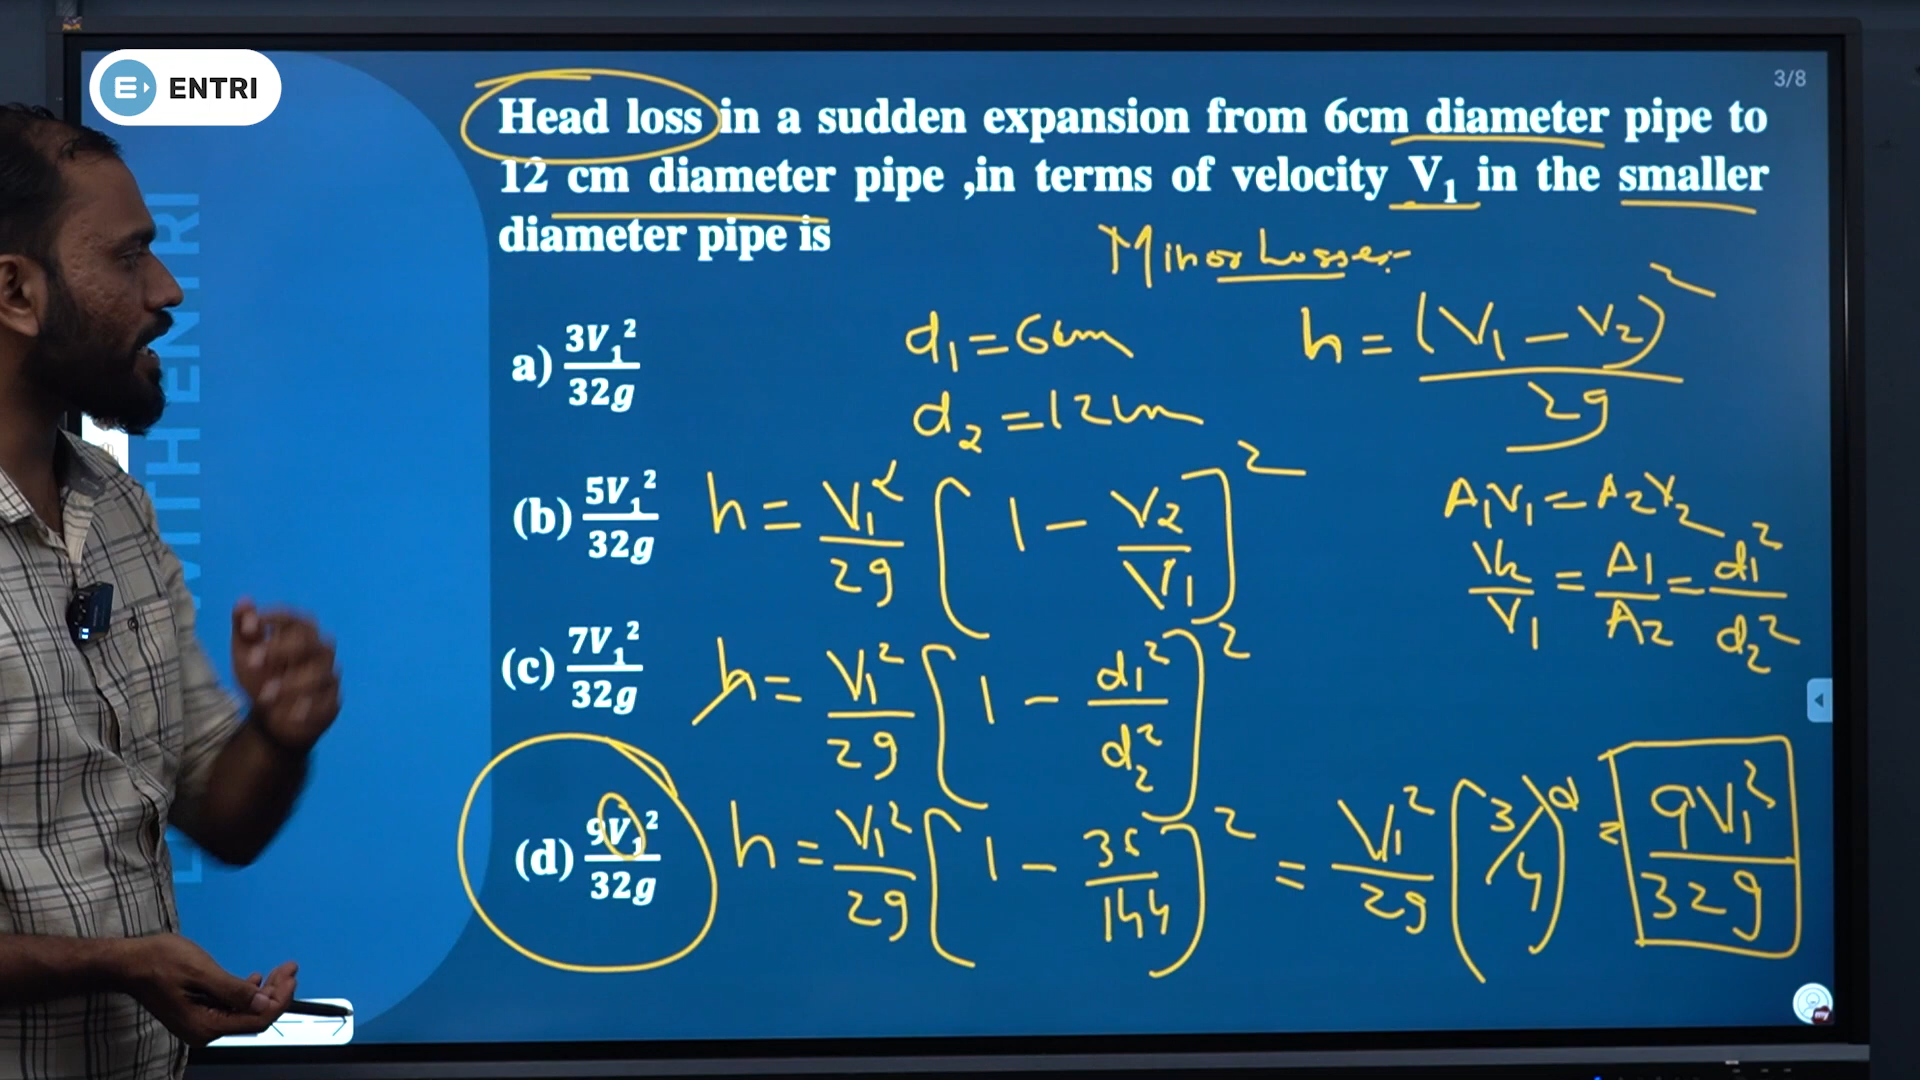 ENTRI
3/8
Head loss in a sudden expansion from 6cm diameter pipe to
12 cm diameter pipe ,in terms of velocity V₁ in the smaller
diameter pipe is
Minor Losses:-
a) 3V₁²/32g
(b) 5V₁²/32g
(c) 7V₁²/32g
(d) 9V₁²/32g
d₁ = 6cm
d₂ = 12cm
h = (V₁ - V₂)²/2g
A₁V₁ = A₂V₂
V₂/V₁ = A₁/A₂ = d₁²/d₂²
h = V₁²/2g [1 - V₂/V₁]²
h = V₁²/2g [1 - d₁²/d₂²]²
h = V₁²/2g [1 - 36/144]² = V₁²/2g (3/4)² = 9V₁²/32g
WITH ENTRI